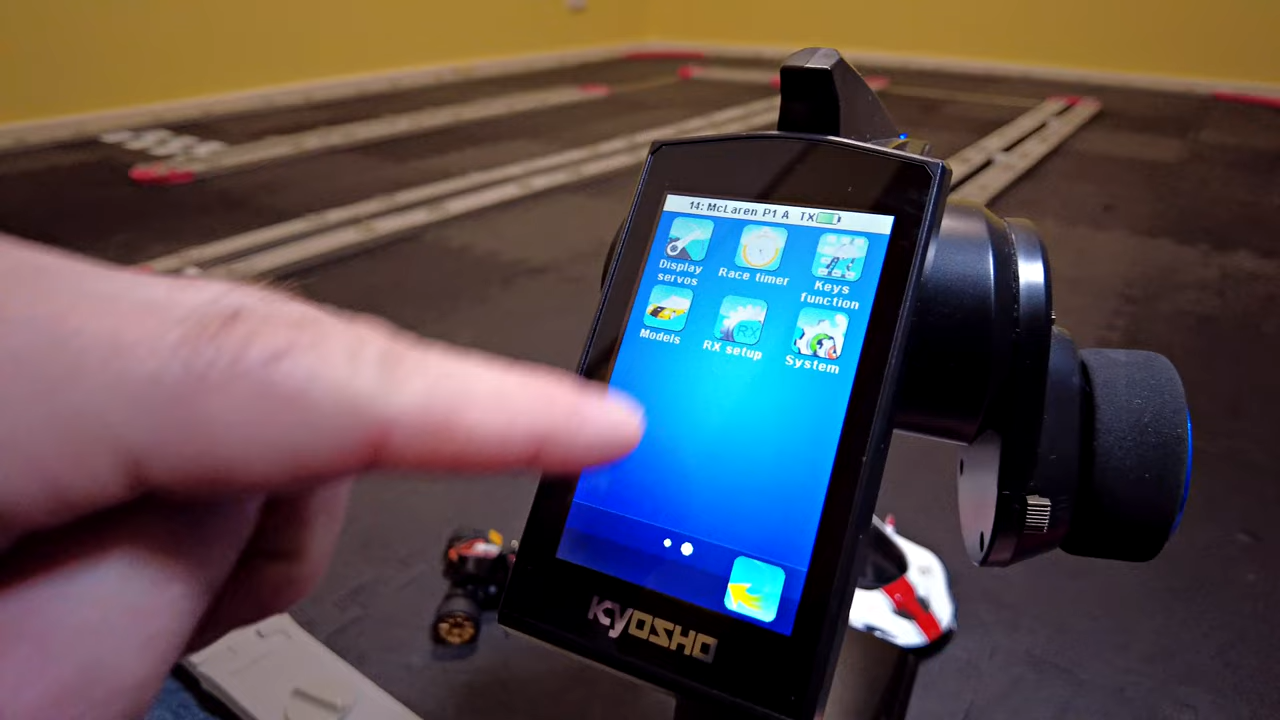 14: McLaren P1 A TX
Display servos
Race timer
Keys function
Models
RX setup
RX
System
KYOSHO